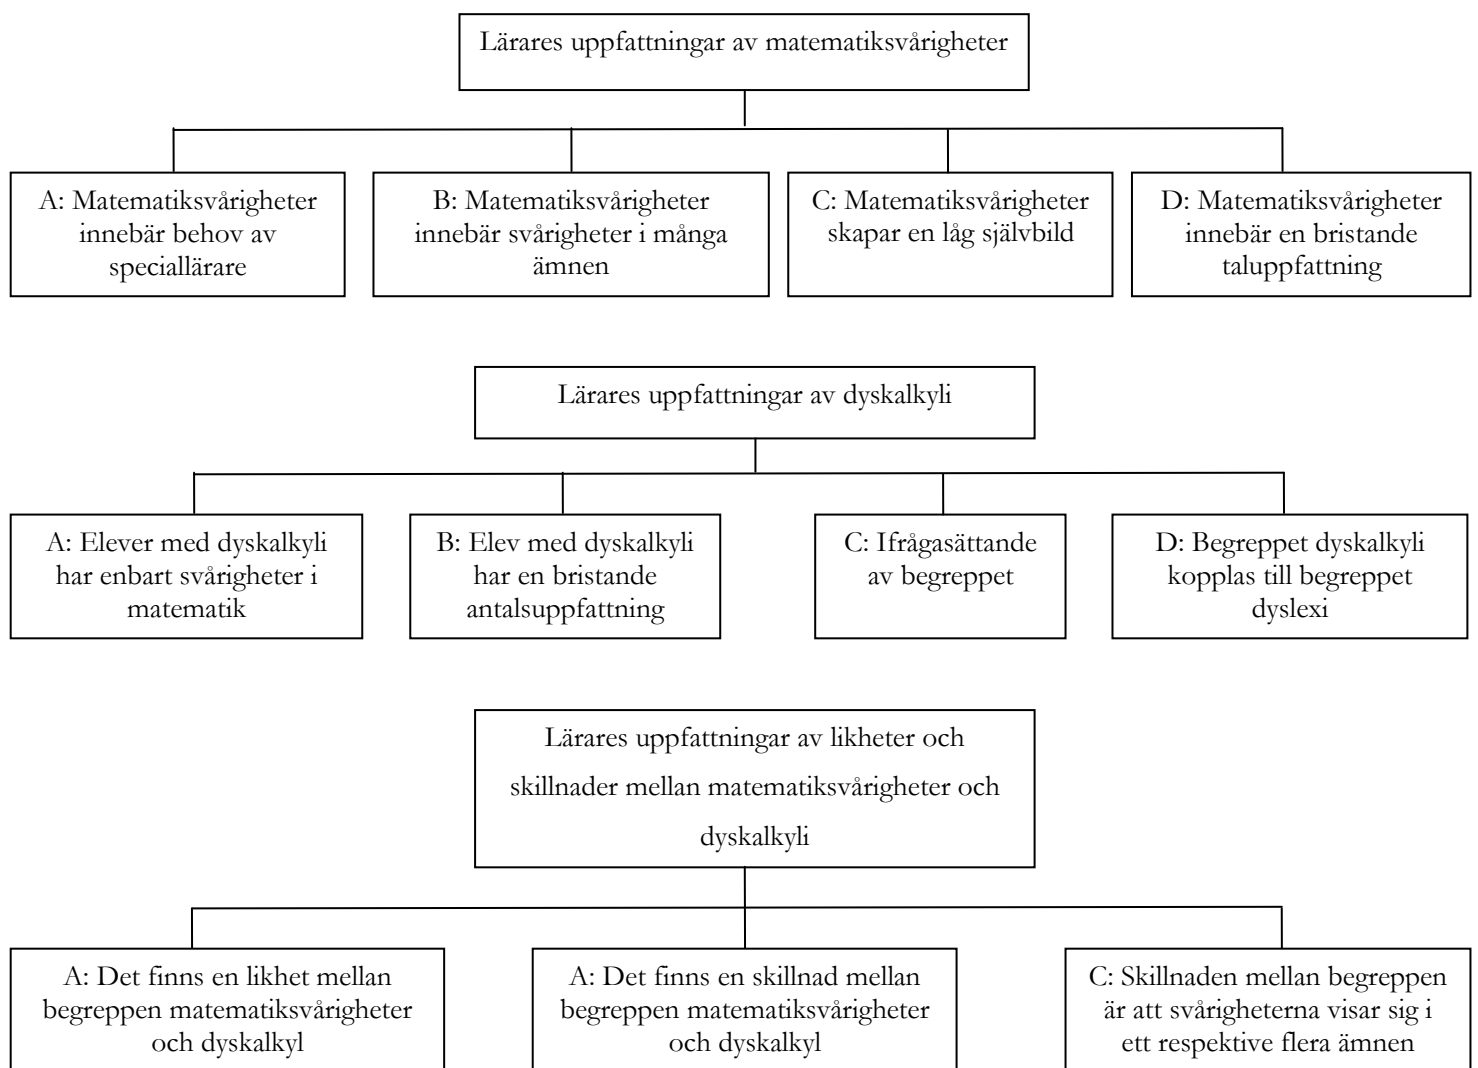 Lärares uppfattningar av matematiksvårigheter
A: Matematiksvårigheter
innebär behov av
speciallärare
B: Matematiksvårigheter
innebär svårigheter i många
ämnen
C: Matematiksvårigheter
skapar en låg självbild
D: Matematiksvårigheter
innebär en bristande
taluppfattning
Lärares uppfattningar av dyskalkyli
A: Elever med dyskalkyli
har enbart svårigheter i
matematik
B: Elev med dyskalkyli
har en bristande
antalsuppfattning
C: Ifrågasättande
av begreppet
D: Begreppet dyskalkyli
kopplas till begreppet
dyslexi
Lärares uppfattningar av likheter och
skillnader mellan matematiksvårigheter och
dyskalkyli
A: Det finns en likhet mellan
begreppen matematiksvårigheter
och dyskalkyl
A: Det finns en skillnad mellan
begreppen matematiksvårigheter
och dyskalkyl
C: Skillnaden mellan begreppen
är att svårigheterna visar sig i
ett respektive flera ämnen